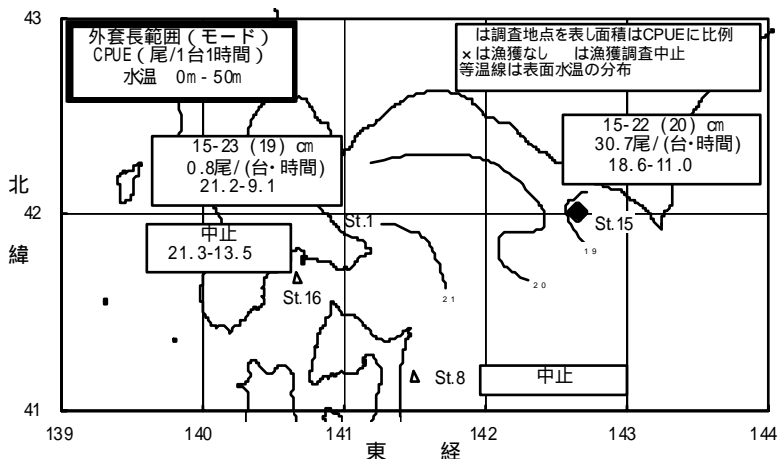 43
外套長範囲(モード)
CPUE(尾/1台1時間)
水温 0m-50m
は調査地点を表し面積はCPUEに比例
×は漁獲なし は漁獲調査中止
等温線は表面水温の分布
15-23 (19) cm
0.8尾/(台・時間)
21.2-9.1
15-22 (20) cm
30.7尾/(台・時間)
18.6-11.0
北
緯
42
St.1
St.15
19
中止
21.3-13.5
St.16
21
20
St.8
中止
41
139
140
141
142
143
144
東 経